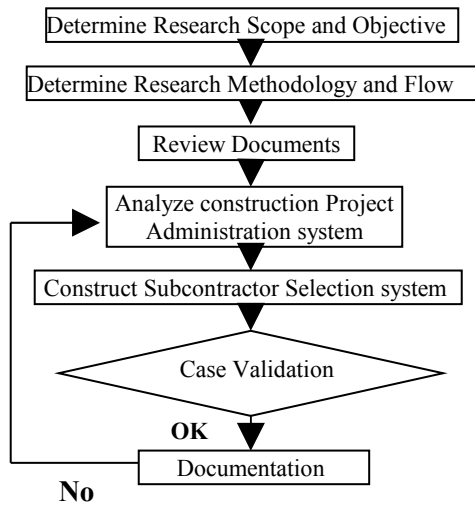 Determine Research Scope and Objective
Determine Research Methodology and Flow
Review Documents
Analyze construction Project
Administration system
Construct Subcontractor Selection system
Case Validation
OK
Documentation
No